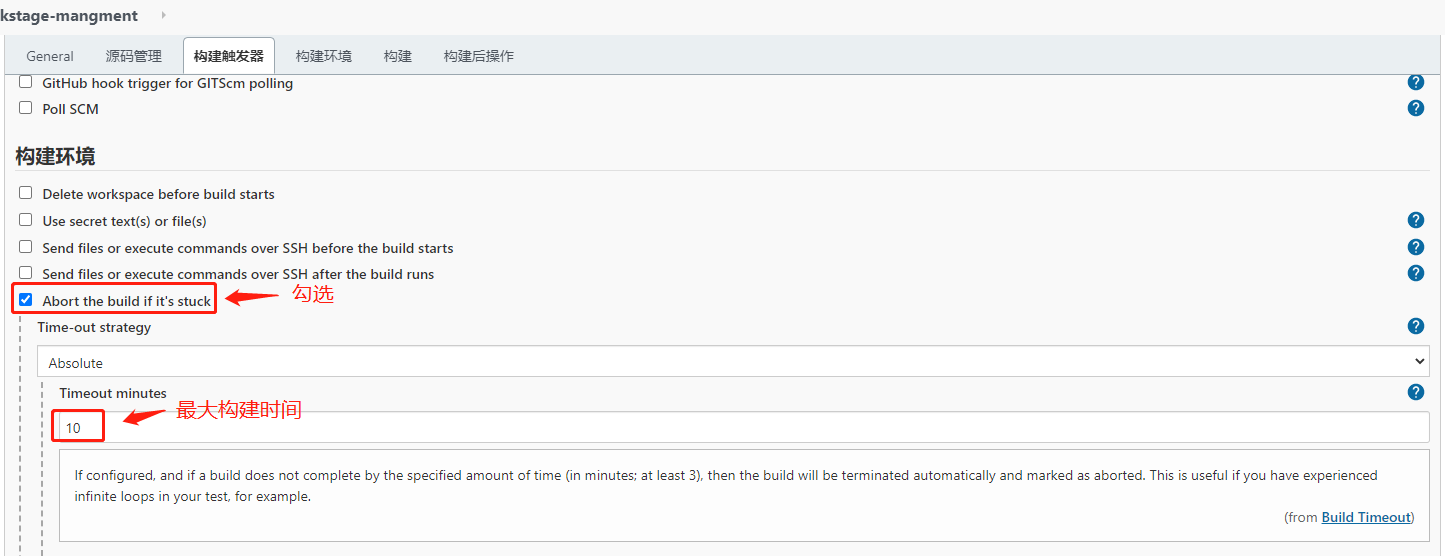 kstage-mangment
General 源码管理 构建触发器 构建环境 构建 构建后操作
GitHub hook trigger for GITScm polling
Poll SCM
构建环境
Delete workspace before build starts
Use secret text(s) or file(s)
Send files or execute commands over SSH before the build starts
Send files or execute commands over SSH after the build runs
Abort the build if it's stuck 勾选
Time-out strategy
Absolute
Timeout minutes
最大构建时间
10
If configured, and if a build does not complete by the specified amount of time (in minutes; at least 3), then the build will be terminated automatically and marked as aborted. This is useful if you have experienced
infinite loops in your test, for example.
(from Build Timeout)